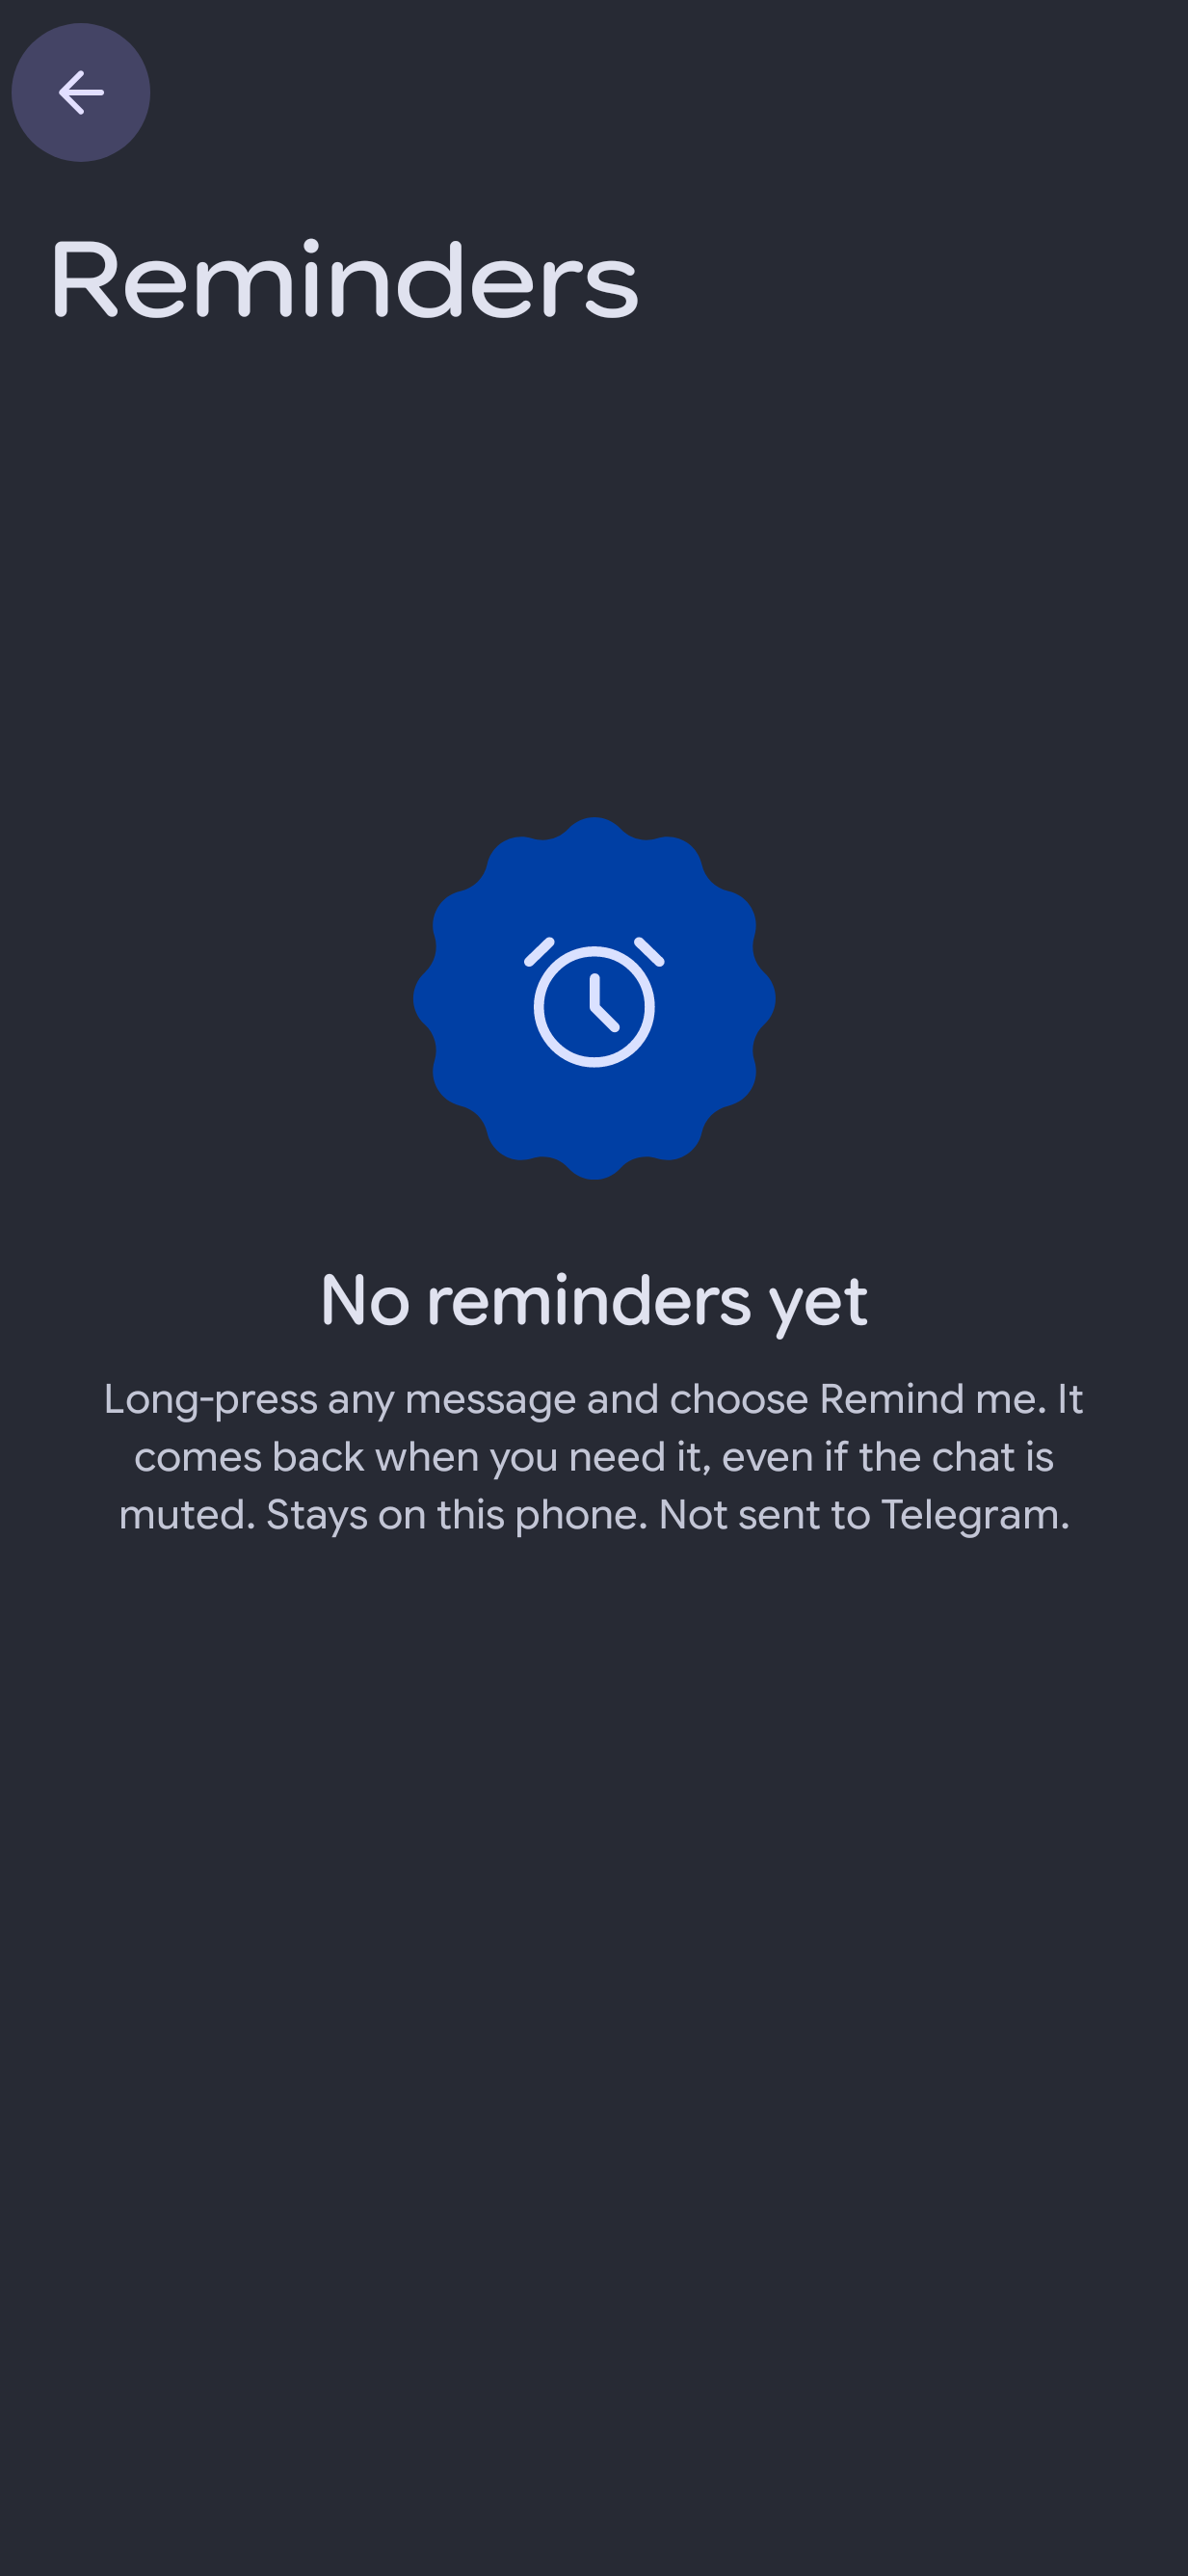 Reminders
No reminders yet
Long-press any message and choose Remind me. It
comes back when you need it, even if the chat is
muted. Stays on this phone. Not sent to Telegram.